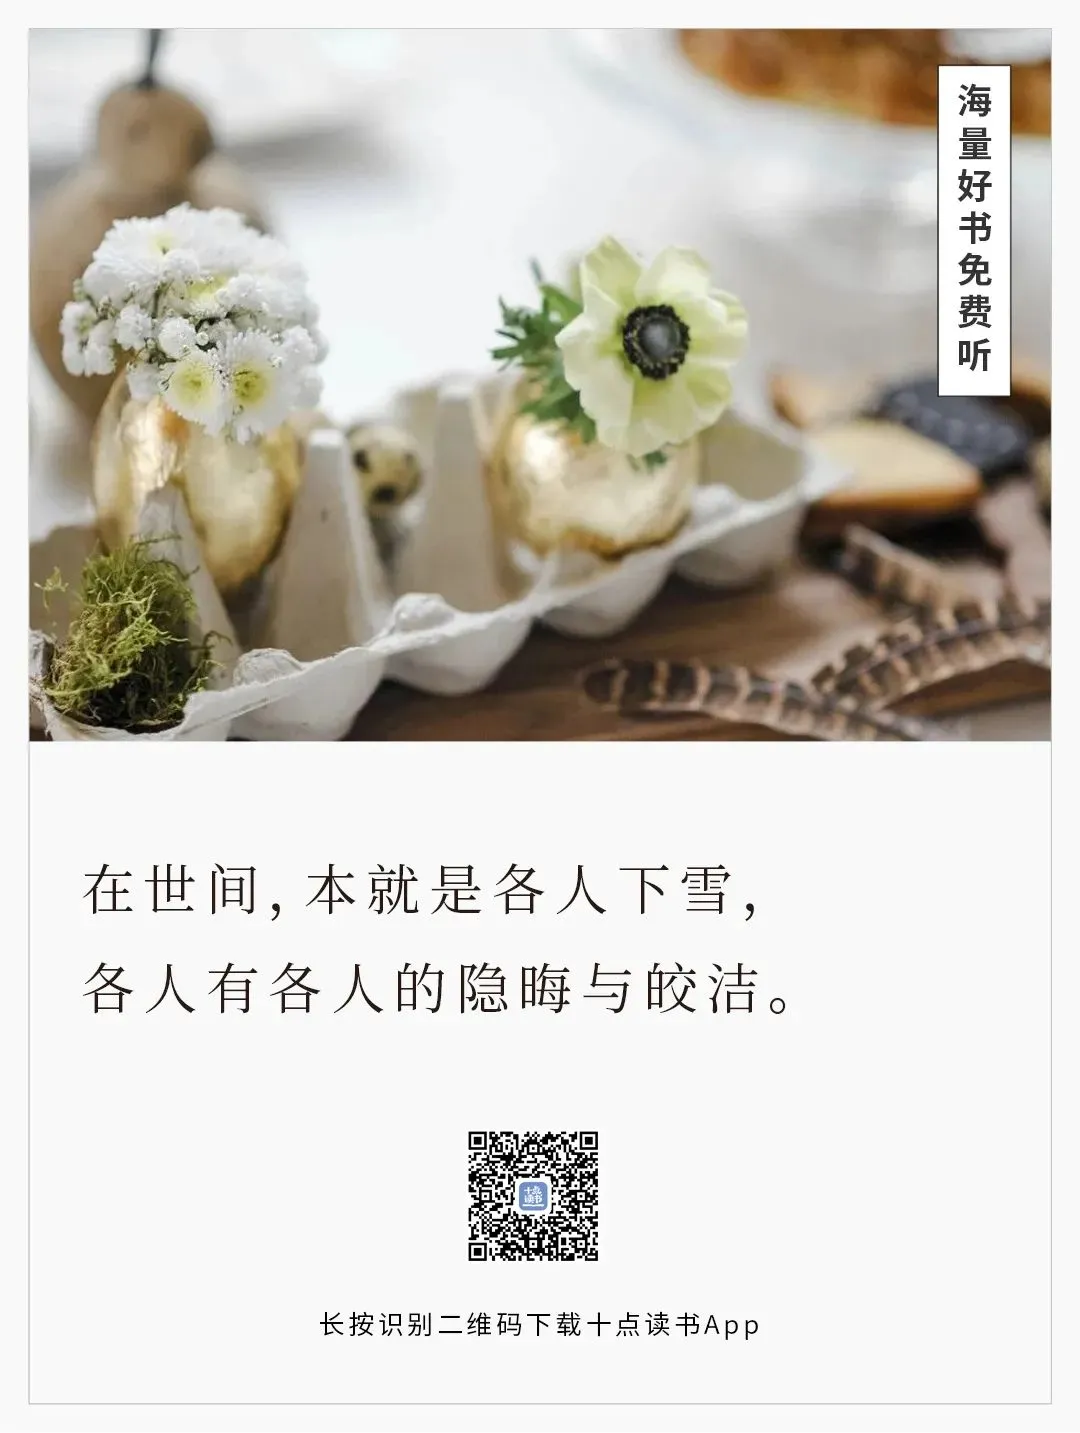 海量好书免费听
在世间，本就是各人下雪，
各人有各人的隐晦与皎洁。
十点
读书
长按识别二维码下载十点读书App